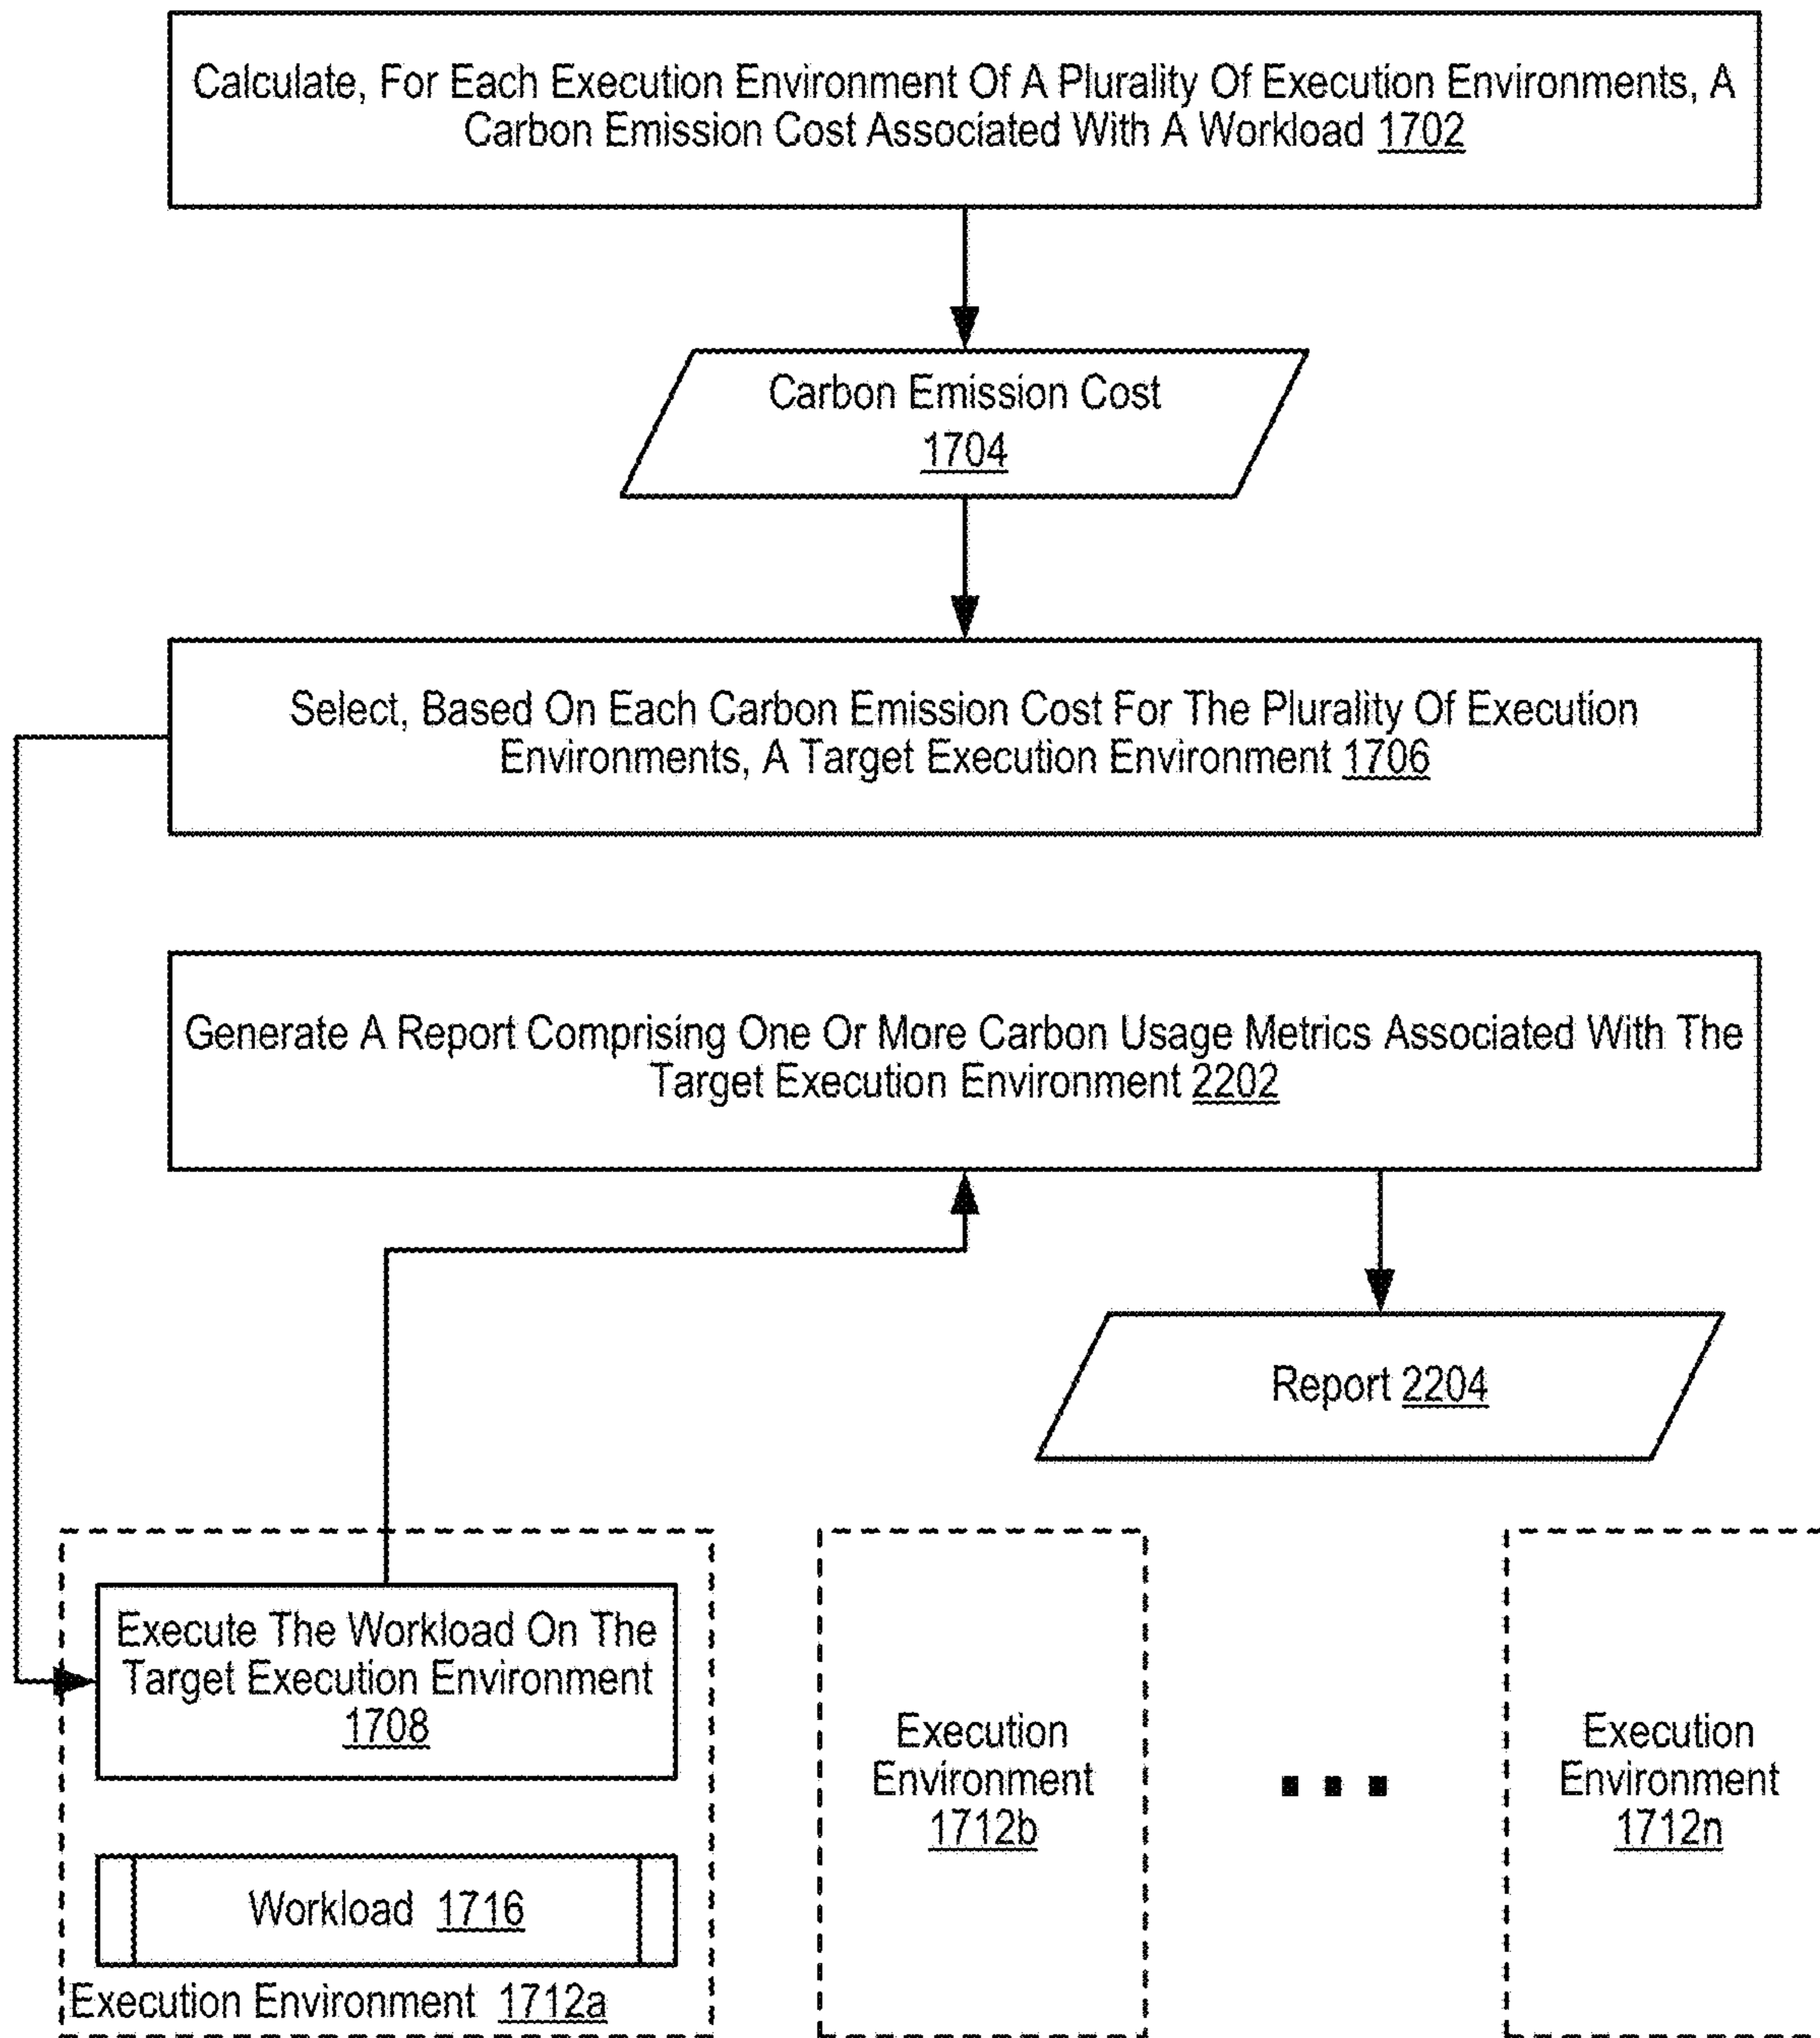 Calculate, For Each Execution Environment Of A Plurality Of Execution Environments, A
Carbon Emission Cost Associated With A Workload 1702
Carbon Emission Cost
1704
Select, Based On Each Carbon Emission Cost For The Plurality Of Execution
Environments, A Target Execution Environment 1706
Generate A Report Comprising One Or More Carbon Usage Metrics Associated With The
Target Execution Environment 2202
Report 2204
Execute The Workload On The
Target Execution Environment
1708
Workload 1716
Execution Environment 1712a
Execution
Environment
1712b
Execution
Environment
1712n